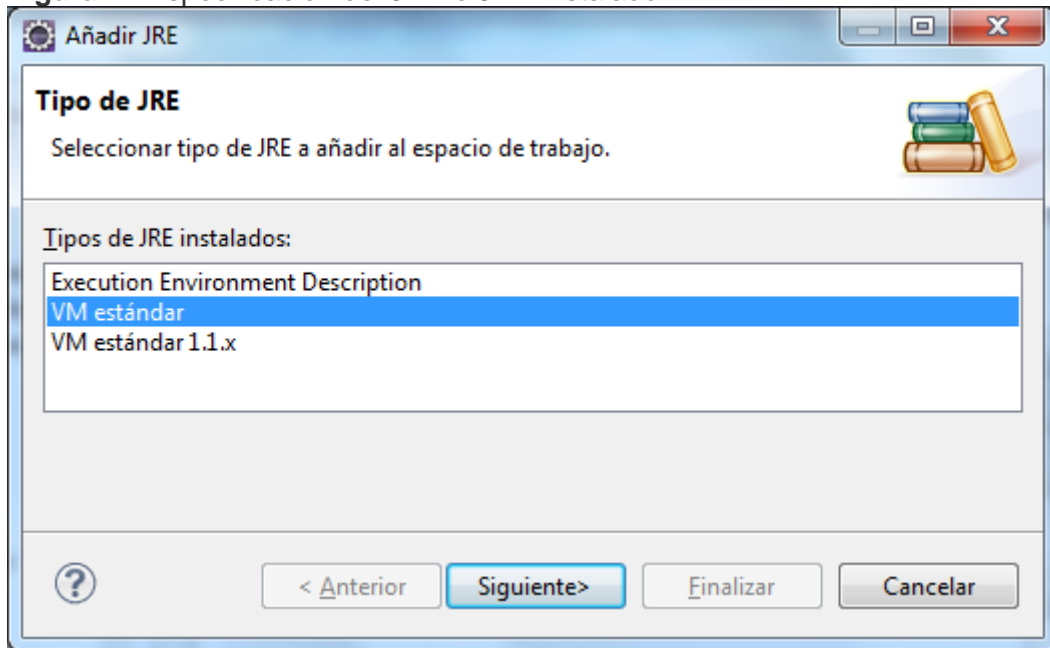 Añadir JRE
Tipo de JRE
Seleccionar tipo de JRE a añadir al espacio de trabajo.
Tipos de JRE instalados:
Execution Environment Description
VM estándar
VM estándar 1.1.x
?
< Anterior
Siguiente>
Finalizar
Cancelar